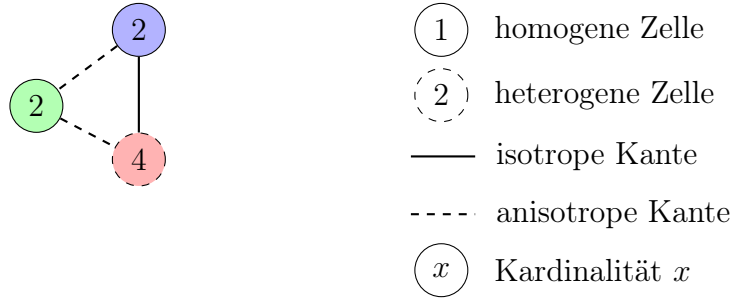 2
2
4
1 homogene Zelle
2 heterogene Zelle
isotrope Kante
anisotrope Kante
x Kardinalität x